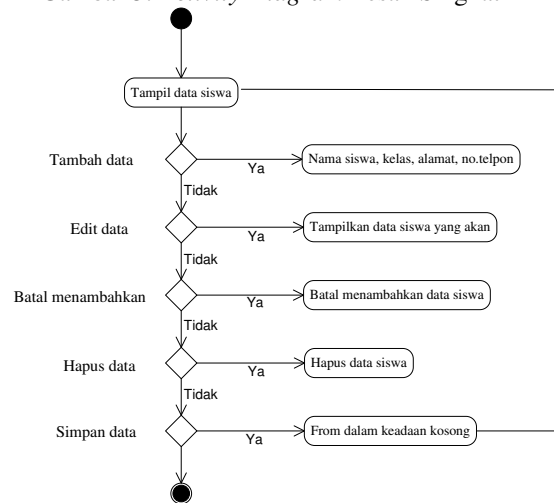 Tampil data siswa
Tambah data
Ya
Nama siswa, kelas, alamat, no.telpon
Tidak
Edit data
Ya
Tampilkan data siswa yang akan
Tidak
Batal menambahkan
Ya
Batal menambahkan data siswa
Tidak
Hapus data
Ya
Hapus data siswa
Tidak
Simpan data
Ya
From dalam keadaan kosong